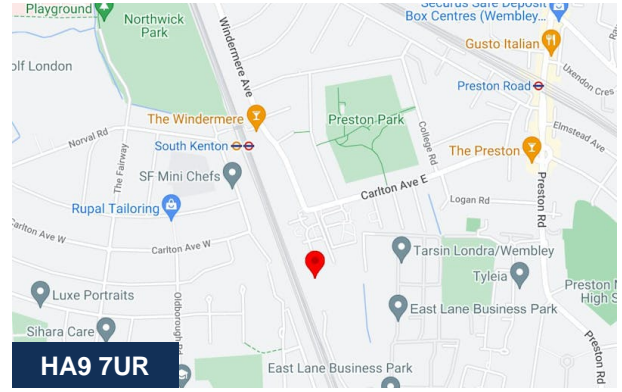 Playground
Northwick
Park
Securus Safe Deposit
Box Centres (Wembley...
Gusto Italian
olf London
Windermere Ave
Preston Road
Uxendon Cres
The Windermere
Preston Park
College Rd
Elmstead Ave
Norval Rd
The Fairway
South Kenton
The Preston
SF Mini Chefs
Carlton Ave E
Logan Rd
Preston Rd
Rupal Tailoring
Carlton Ave W
Carlton Ave W
Tarsin Londra/Wembley
Tyleia
Preston M
High S
Luxe Portraits
East Lane Business Park
Sihara Care
Preston Rd
HA9 7UR
East Lane Business Park